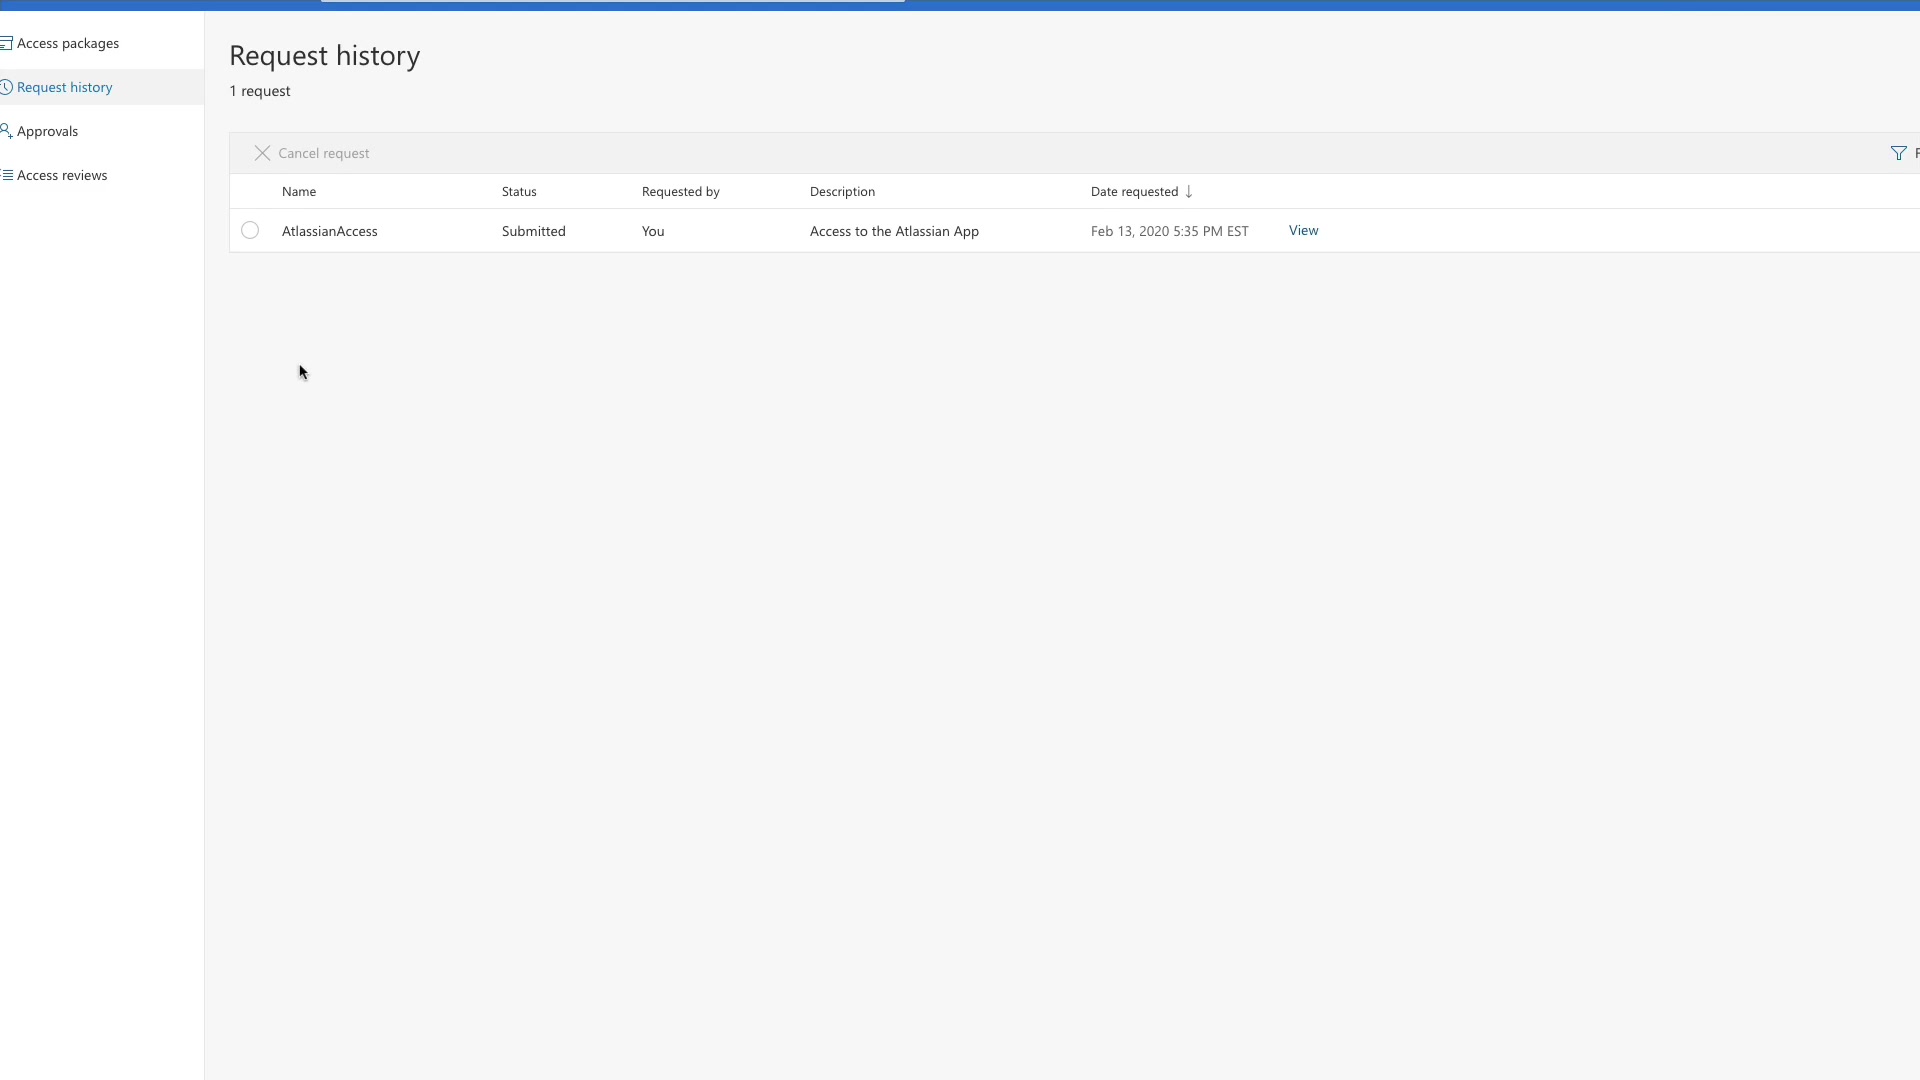 Access packages
Request history
Approvals
Access reviews
Request history
1 request
Cancel request
Name Status Requested by Description Date requested
AtlassianAccess Submitted You Access to the Atlassian App Feb 13, 2020 5:35 PM EST View